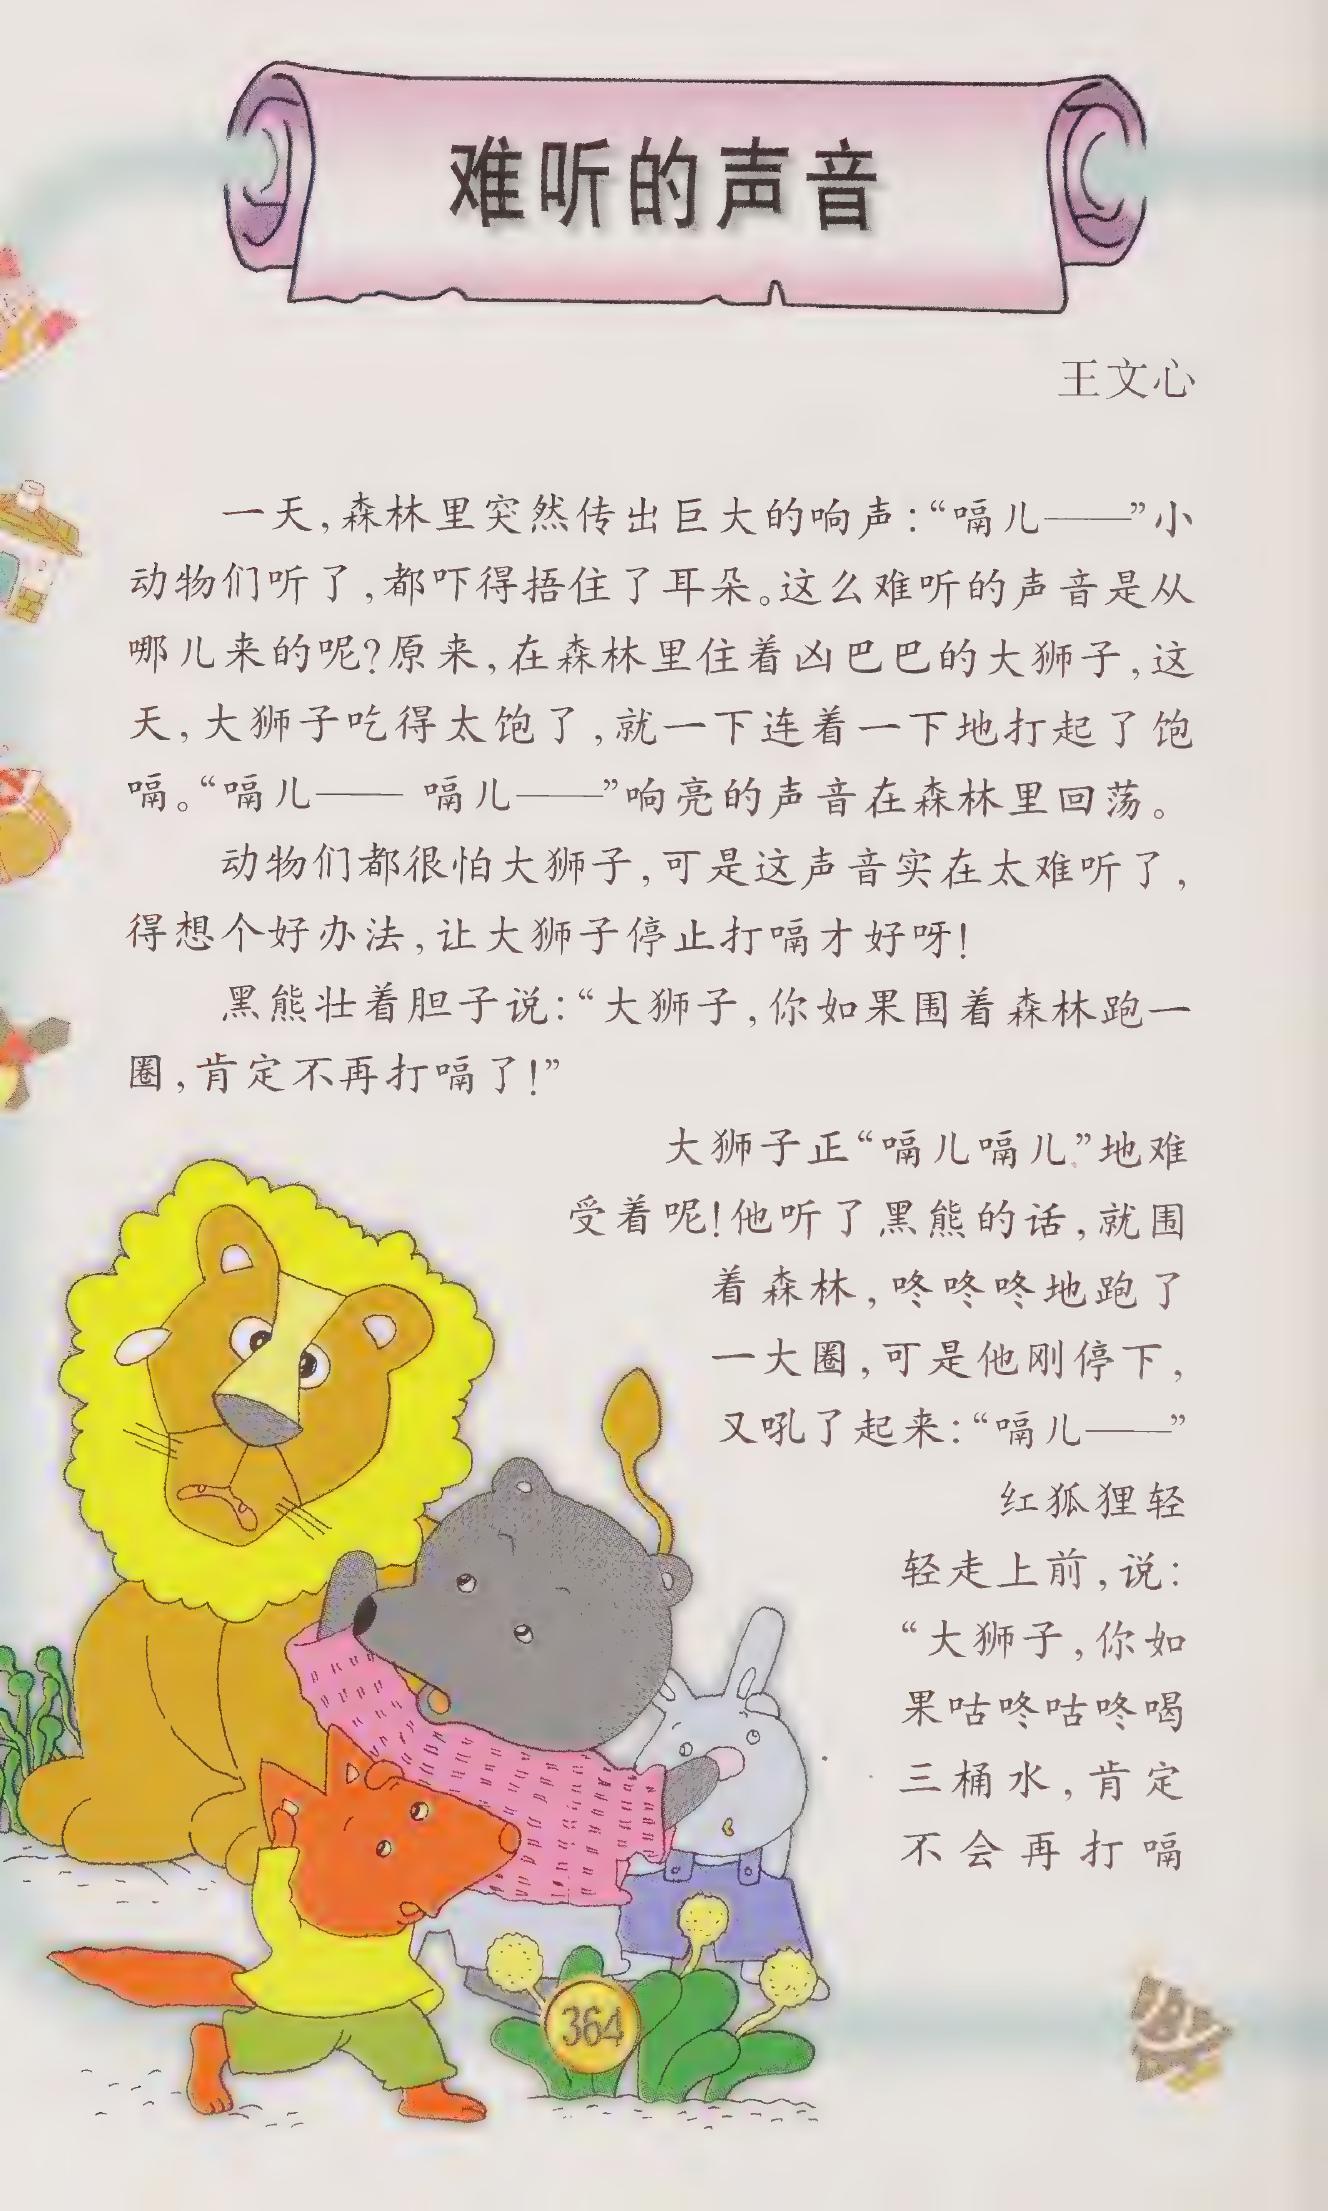 难听的声音
王文心
一天，森林里突然传出巨大的响声：“嗝儿——”小
动物们听了，都吓得捂住了耳朵。这么难听的声音是从
哪儿来的呢？原来，在森林里住着凶巴巴的大狮子，这
天，大狮子吃得太饱了，就一下连着一下地打起了饱
嗝。“嗝儿—— 嗝儿——”响亮的声音在森林里回荡。
动物们都很怕大狮子，可是这声音实在太难听了，
得想个好办法，让大狮子停止打嗝才好呀！
黑熊壮着胆子说：“大狮子，你如果围着森林跑一
圈，肯定不再打嗝了！”
大狮子正“嗝儿嗝儿”地难
受着呢！他听了黑熊的话，就围
着森林，咚咚咚地跑了
一大圈，可是他刚停下，
又吼了起来：“嗝儿——”
红狐狸轻
轻走上前，说：
“大狮子，你如
果咕咚咕咚喝
三桶水，肯定
不会再打嗝
364